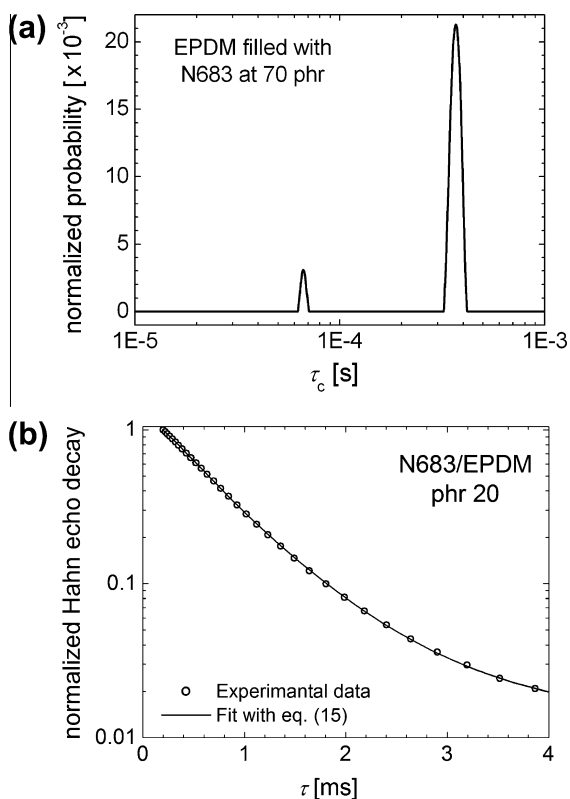 (a)
EPDM filled with
N683 at 70 phr
normalized probability [x10⁻³]
20
15
10
5
0
1E-5
1E-4
1E-3
τc [s]
(b)
N683/EPDM
phr 20
normalized Hahn echo decay
1
0.1
0.01
Experimantal data
Fit with eq. (15)
0
1
2
3
4
τ [ms]